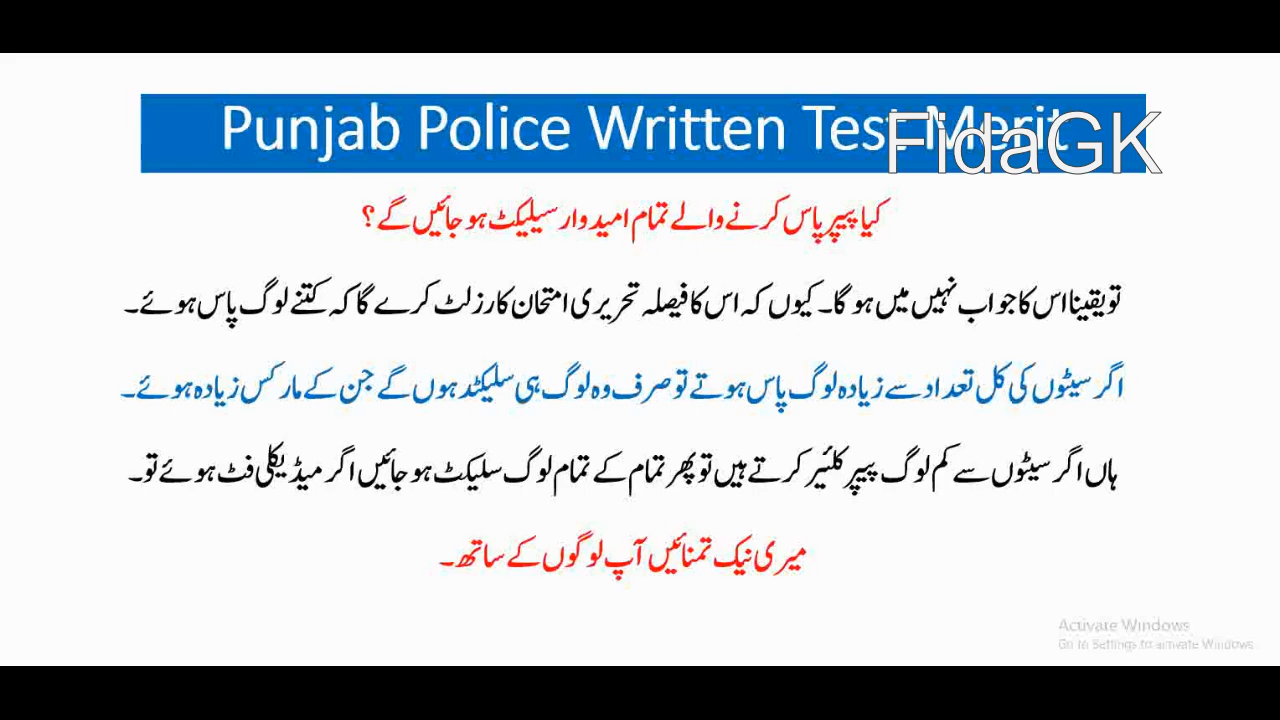 Punjab Police Written Test Merit
FidaGK
کیا پیپر پاس کرنے والے تمام امیدوار سیلیکٹ ہو جائیں گے؟
تو یقینا اس کا جواب نہیں میں ہو گا۔ کیوں کہ اس کا فیصلہ تحریری امتحان کا رزلٹ کرے گا کہ کتنے لوگ پاس ہوئے۔
اگر سیٹوں کی کل تعداد سے زیادہ لوگ پاس ہوتے تو صرف وہ لوگ ہی سلیکٹد ہوں گے جن کے مارکس زیادہ ہوئے۔
ہاں اگر سیٹوں سے کم لوگ پیپر کلئیر کرتے ہیں تو پھر تمام کے تمام لوگ سلیکٹ ہو جائیں اگر میڈیکلی فٹ ہوئے تو۔
میری نیک تمنائیں آپ لوگوں کے ساتھ۔
Activate Windows
Go to Settings to activate Windows.